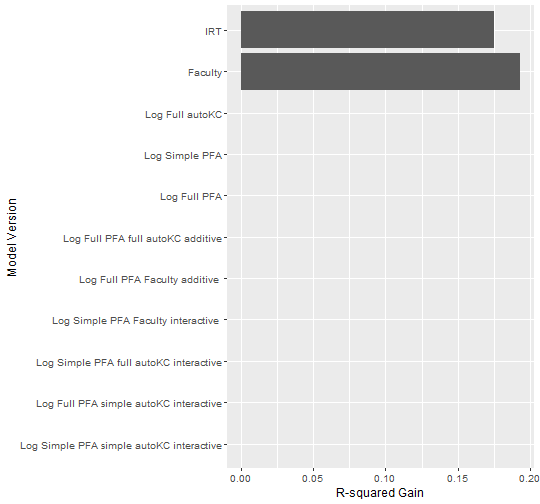 IRT
Faculty
Log Full autoKC
Log Simple PFA
Log Full PFA
Log Full PFA full autoKC additive
Log Full PFA Faculty additive
Log Simple PFA Faculty interactive
Log Simple PFA full autoKC interactive
Log Full PFA simple autoKC interactive
Log Simple PFA simple autoKC interactive
Model Version
0.00 0.05 0.10 0.15 0.20
R-squared Gain